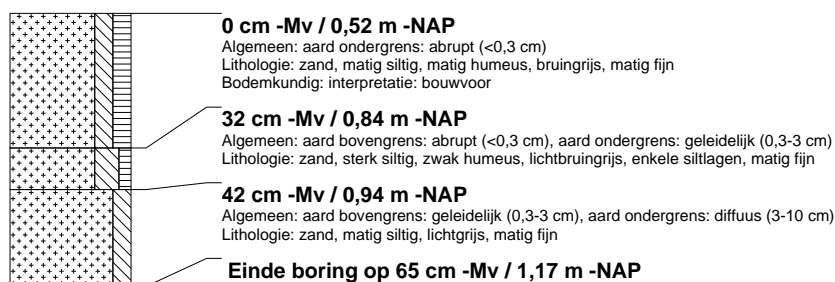 0 cm -Mv / 0,52 m -NAP
Algemeen: aard ondergrens: abrupt (<0,3 cm)
Lithologie: zand, matig siltig, matig humeus, bruingrijs, matig fijn
Bodemkundig: interpretatie: bouwvoor
32 cm -Mv / 0,84 m -NAP
Algemeen: aard bovengrens: abrupt (<0,3 cm), aard ondergrens: geleidelijk (0,3-3 cm)
Lithologie: zand, sterk siltig, zwak humeus, lichtbruingrijs, enkele siltlagen, matig fijn
42 cm -Mv / 0,94 m -NAP
Algemeen: aard bovengrens: geleidelijk (0,3-3 cm), aard ondergrens: diffuus (3-10 cm)
Lithologie: zand, matig siltig, lichtgrijs, matig fijn
Einde boring op 65 cm -Mv / 1,17 m -NAP